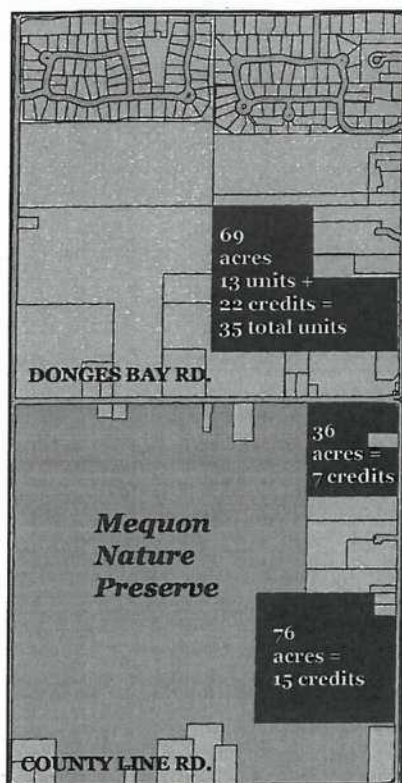 69
acres
13 units +
22 credits =
35 total units
DONGES BAY RD.
36
acres =
7 credits
Mequon
Nature
Preserve
76
acres =
15 credits
COUNTY LINE RD.